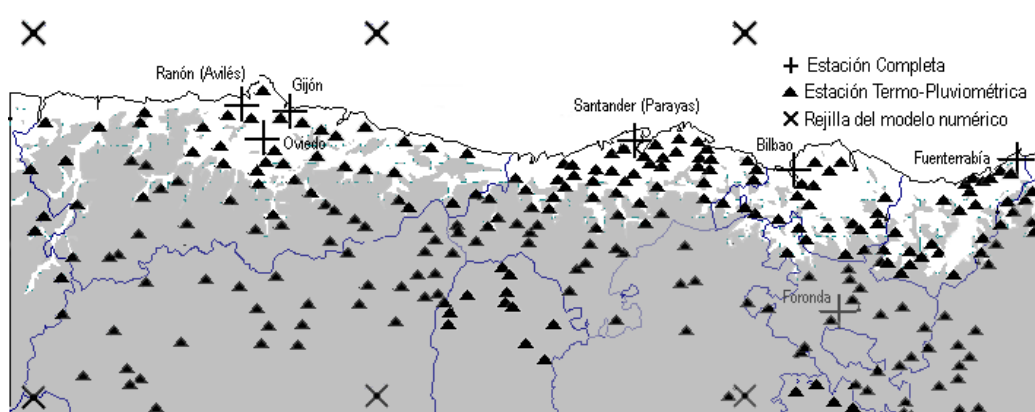 Ranón (Avilés)
Gijón
Oviedo
Santander (Parayas)
Bilbao
Fuenterrabía
Foronda
Estación Completa
Estación Termo-Pluviométrica
Rejilla del modelo numérico